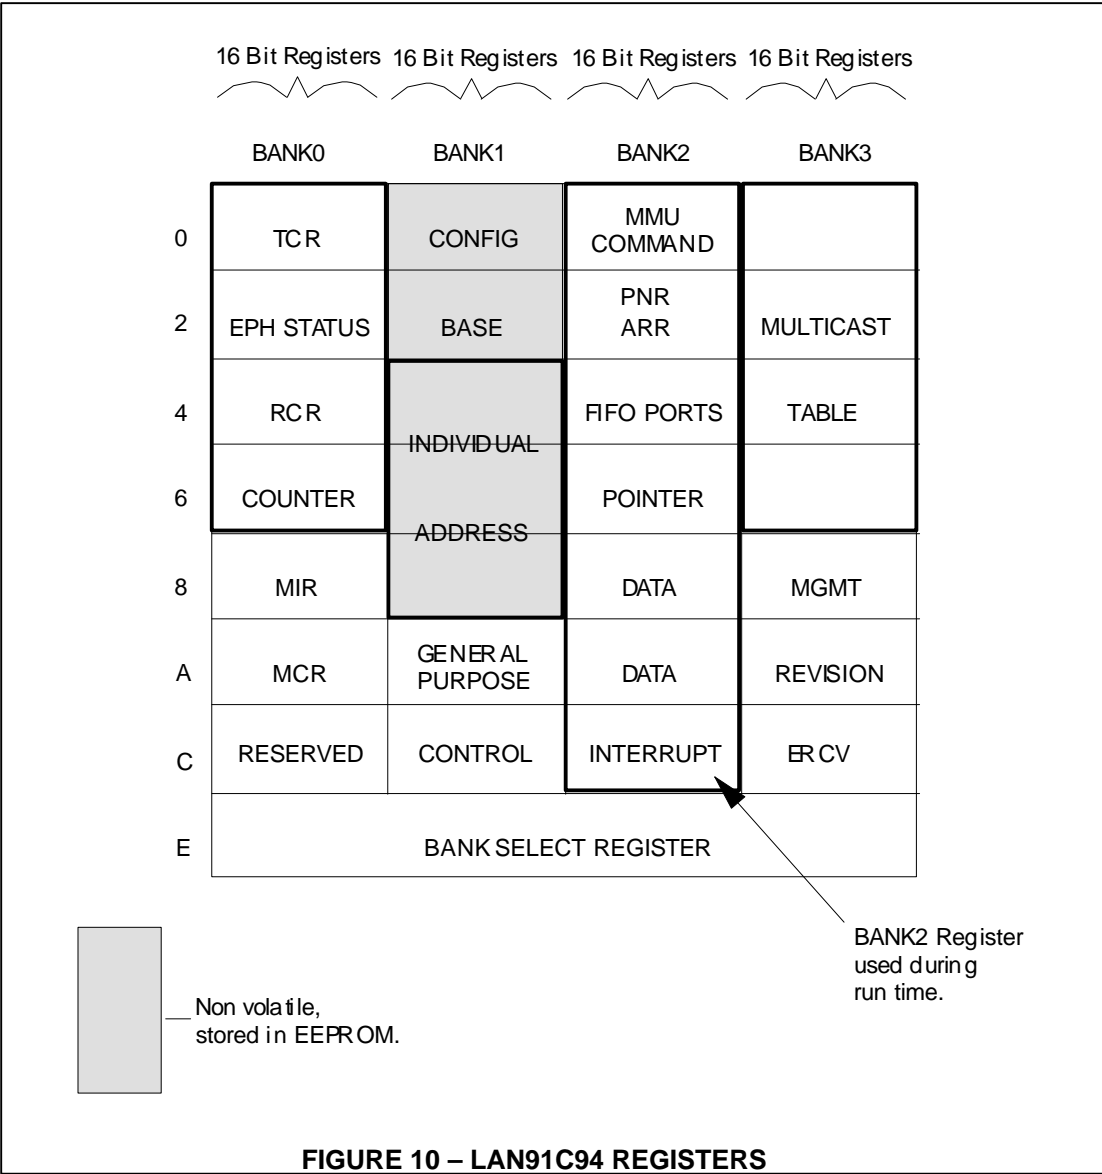 16 Bit Registers 16 Bit Registers 16 Bit Registers 16 Bit Registers
BANK0 BANK1 BANK2 BANK3
0 TCR CONFIG MMU
COMMAND
2 EPH STATUS BASE PNR
ARR MULTICAST
4 RCR FIFO PORTS TABLE
INDIVIDUAL
6 COUNTER POINTER
ADDRESS
8 MIR DATA MGMT
A MCR GENERAL
PURPOSE DATA REVISION
C RESERVED CONTROL INTERRUPT ERCV
E BANK SELECT REGISTER
BANK2 Register
used during
run time.
Non volatile,
stored in EEPROM.
FIGURE 10 – LAN91C94 REGISTERS